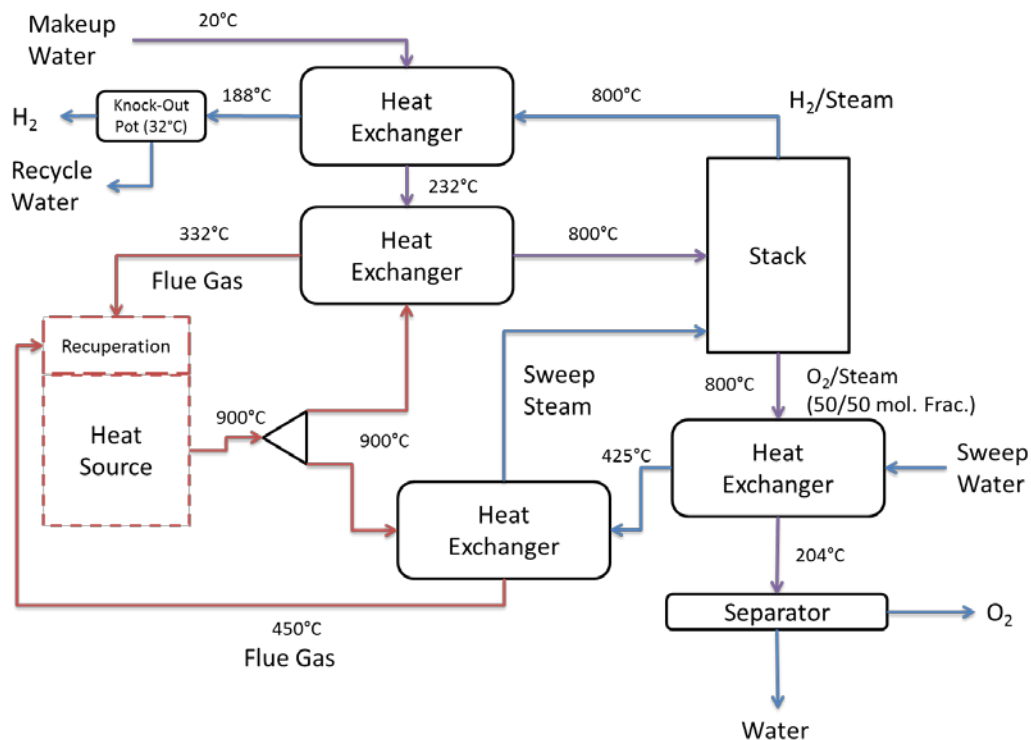 Makeup
Water
20°C
Heat
Exchanger
800°C
H₂/Steam
188°C
Knock-Out
Pot (32°C)
H₂
Recycle
Water
232°C
Heat
Exchanger
332°C
Flue Gas
800°C
Stack
Recuperation
Heat
Source
900°C
900°C
Sweep
Steam
800°C
O₂/Steam
(50/50 mol. Frac.)
Heat
Exchanger
425°C
Sweep
Water
Heat
Exchanger
204°C
Separator
O₂
450°C
Flue Gas
Water